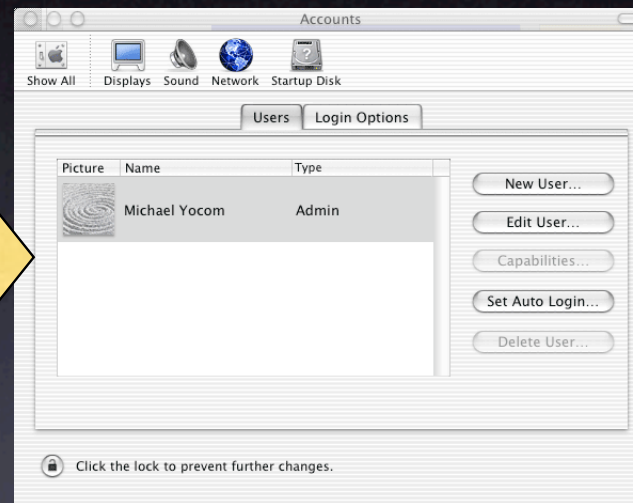 Accounts
Show All Displays Sound Network Startup Disk
Users Login Options
Picture Name Type
Michael Yocom Admin
New User...
Edit User...
Capabilities...
Set Auto Login...
Delete User...
Click the lock to prevent further changes.